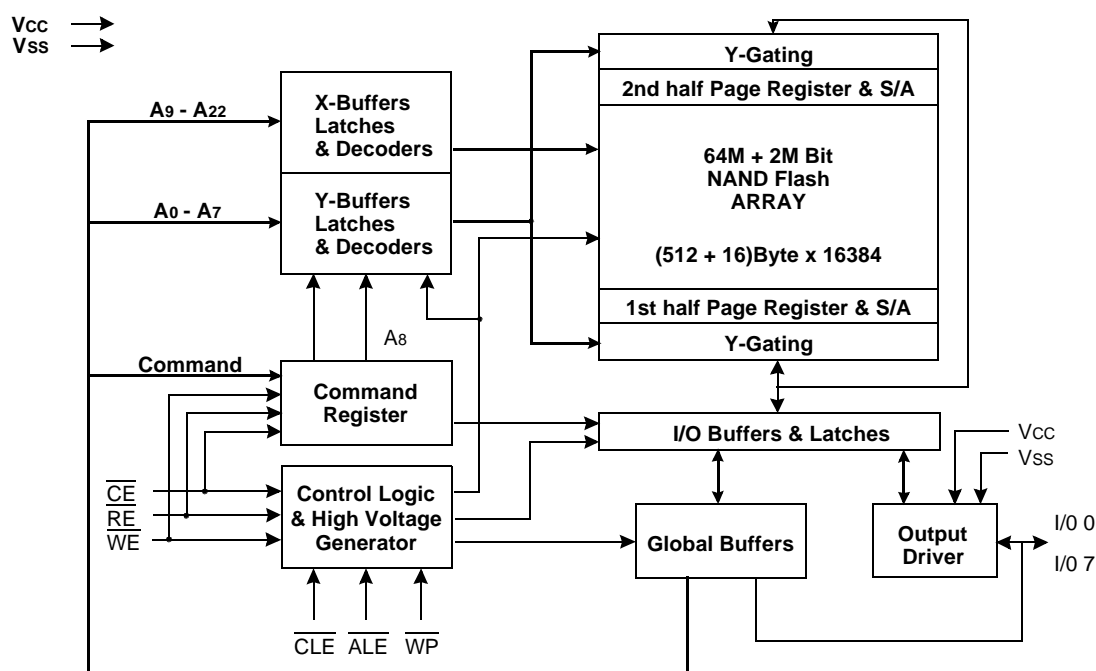 VCC
VSS
A9 - A22
X-Buffers
Latches
& Decoders
A0 - A7
Y-Buffers
Latches
& Decoders
Y-Gating
2nd half Page Register & S/A
64M + 2M Bit
NAND Flash
ARRAY
(512 + 16)Byte x 16384
1st half Page Register & S/A
Y-Gating
A8
Command
Command
Register
I/O Buffers & Latches
VCC
VSS
CE
RE
WE
Control Logic
& High Voltage
Generator
Global Buffers
Output
Driver
I/0 0
I/0 7
CLE
ALE
WP